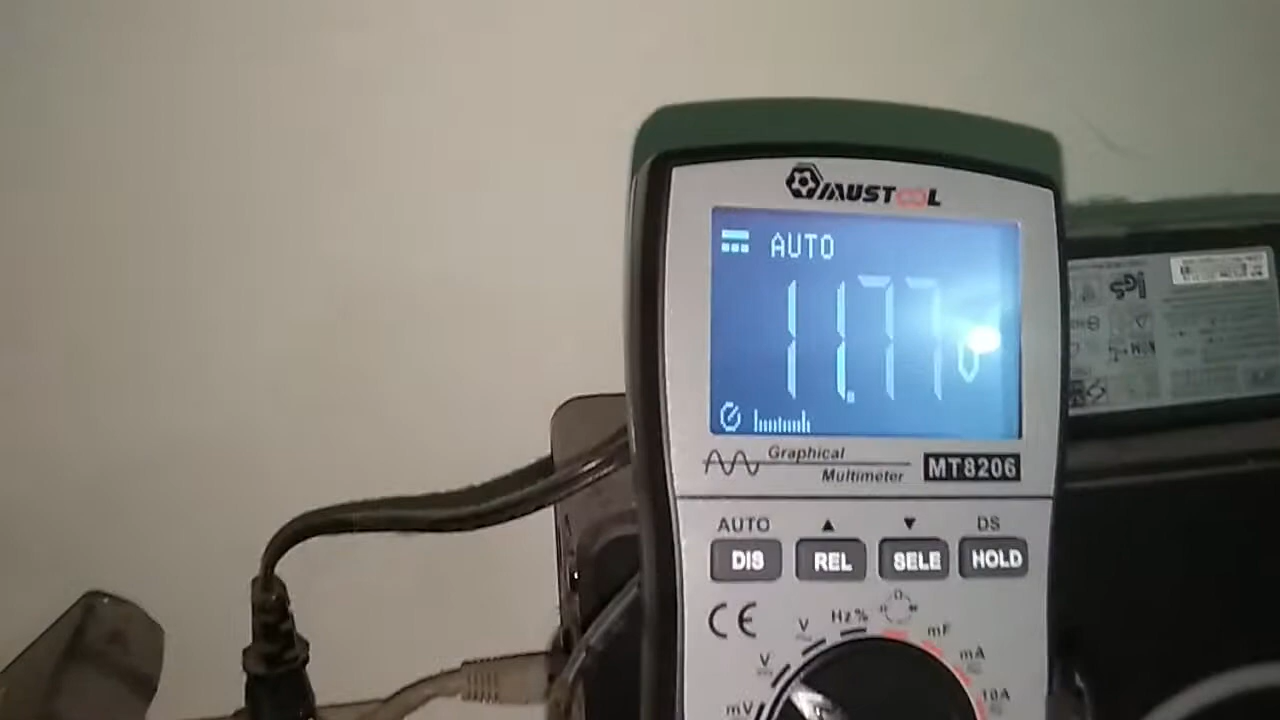 MUSTOOL
AUTO
11.77 V
Graphical
Multimeter
MT8206
AUTO ▲ ▼ DS
DIS REL SELE HOLD
CE
mV V V Hz% Ω mF mA 10A